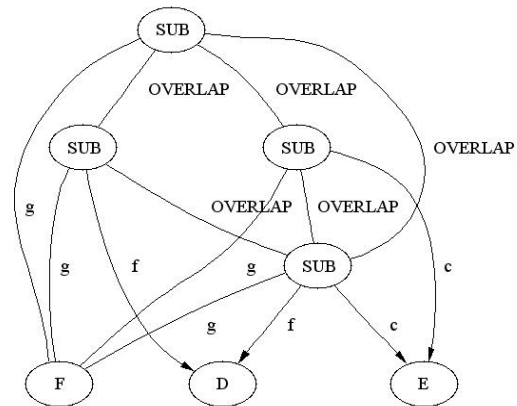 SUB
OVERLAP OVERLAP
SUB SUB OVERLAP
g OVERLAP OVERLAP
g f g SUB c
g f c
F D E